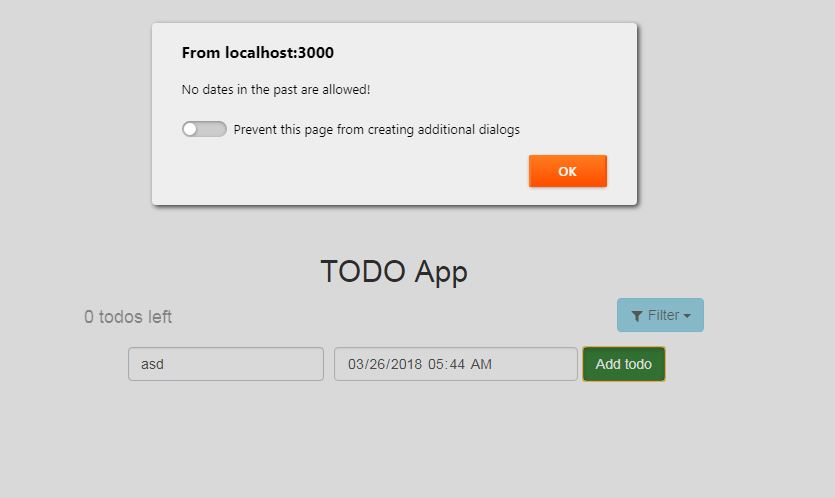 From localhost:3000
No dates in the past are allowed!
Prevent this page from creating additional dialogs
OK
TODO App
0 todos left
Filter
asd
03/26/2018 05:44 AM
Add todo